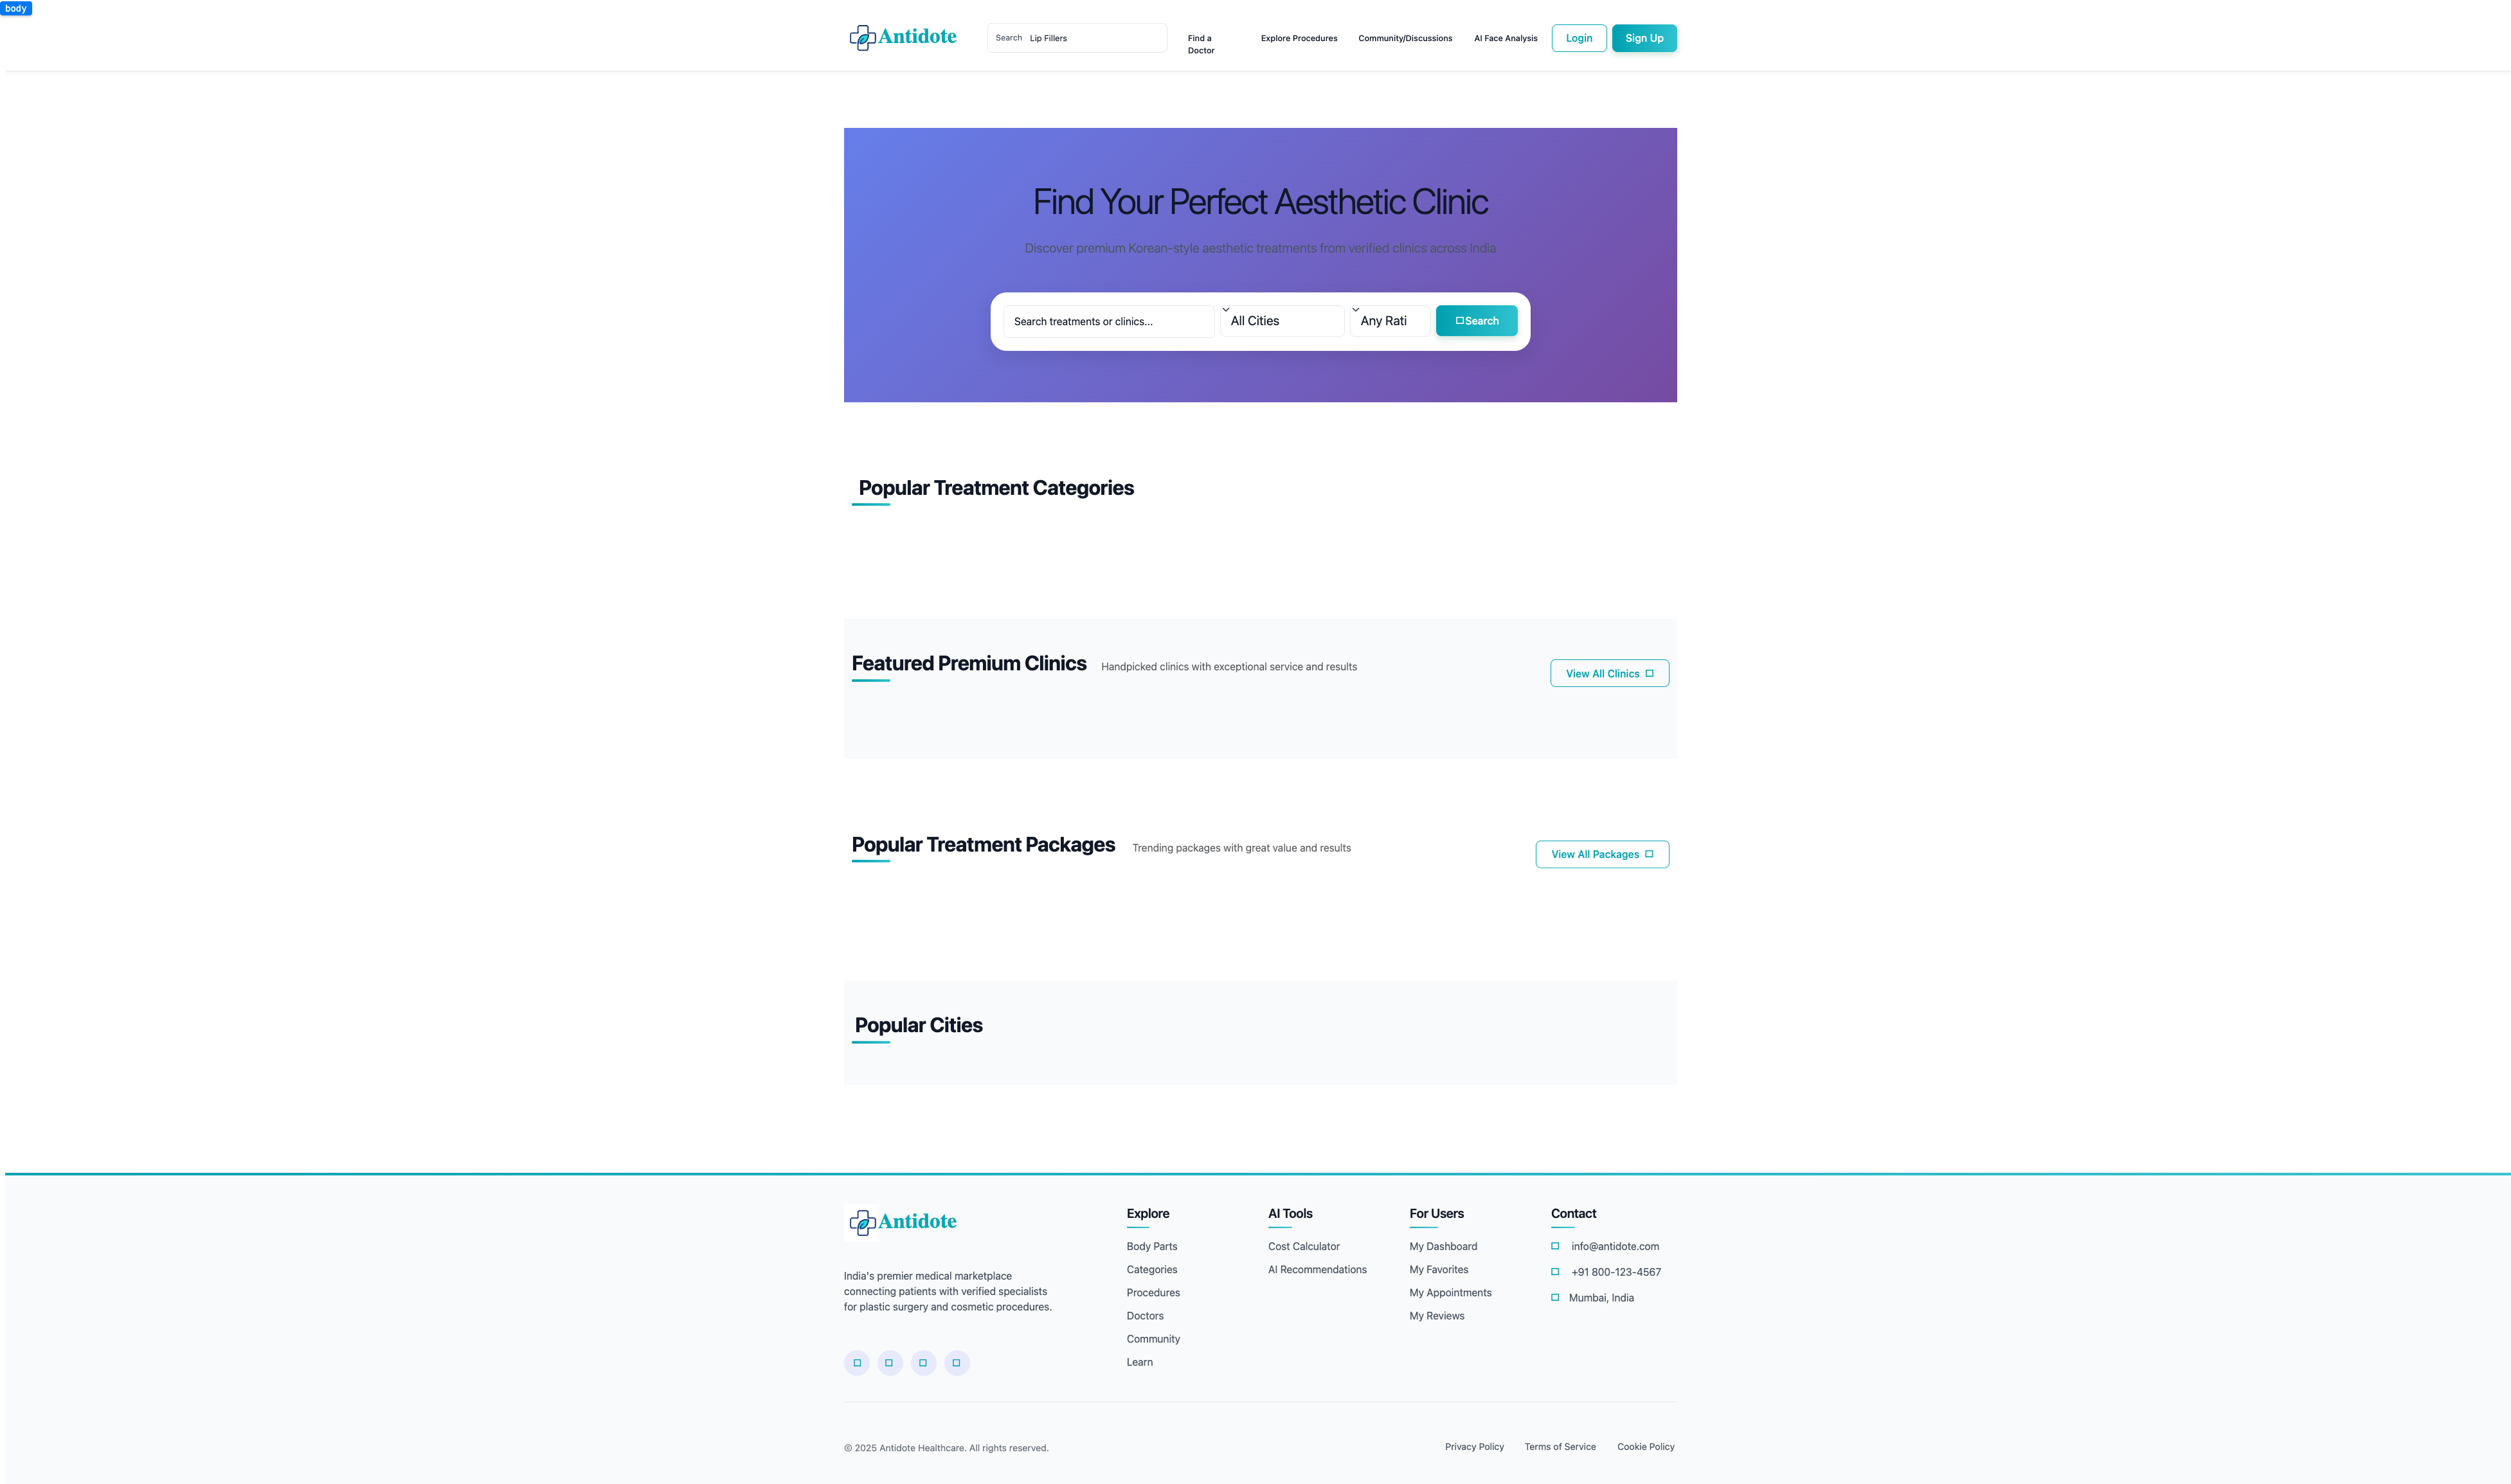 body
Antidote
Search Lip Fillers
Find a
Doctor
Explore Procedures
Community/Discussions
AI Face Analysis
Login
Sign Up
Find Your Perfect Aesthetic Clinic
Discover premium Korean-style aesthetic treatments from verified clinics across India
Search treatments or clinics...
All Cities
Any Rati
Search
Popular Treatment Categories
Featured Premium Clinics
Handpicked clinics with exceptional service and results
View All Clinics
Popular Treatment Packages
Trending packages with great value and results
View All Packages
Popular Cities
Antidote
India's premier medical marketplace
connecting patients with verified specialists
for plastic surgery and cosmetic procedures.
Explore
Body Parts
Categories
Procedures
Doctors
Community
Learn
AI Tools
Cost Calculator
AI Recommendations
For Users
My Dashboard
My Favorites
My Appointments
My Reviews
Contact
info@antidote.com
+91 800-123-4567
Mumbai, India
© 2025 Antidote Healthcare. All rights reserved.
Privacy Policy
Terms of Service
Cookie Policy